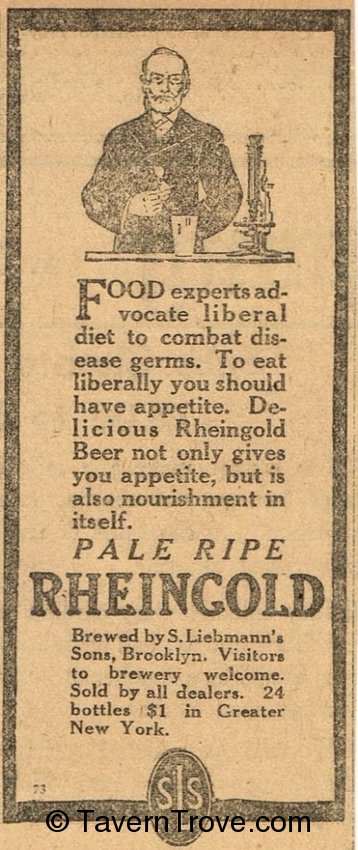 FOOD experts ad-
vocate liberal
diet to combat dis-
ease germs. To eat
liberally you should
have appetite. De-
licious Rheingold
Beer not only gives
you appetite, but is
also nourishment in
itself.
PALE RIPE
RHEINGOLD
Brewed by S. Liebmann's
Sons, Brooklyn. Visitors
to brewery welcome.
Sold by all dealers. 24
bottles $1 in Greater
New York.
73
SLS
© TavernTrove.com